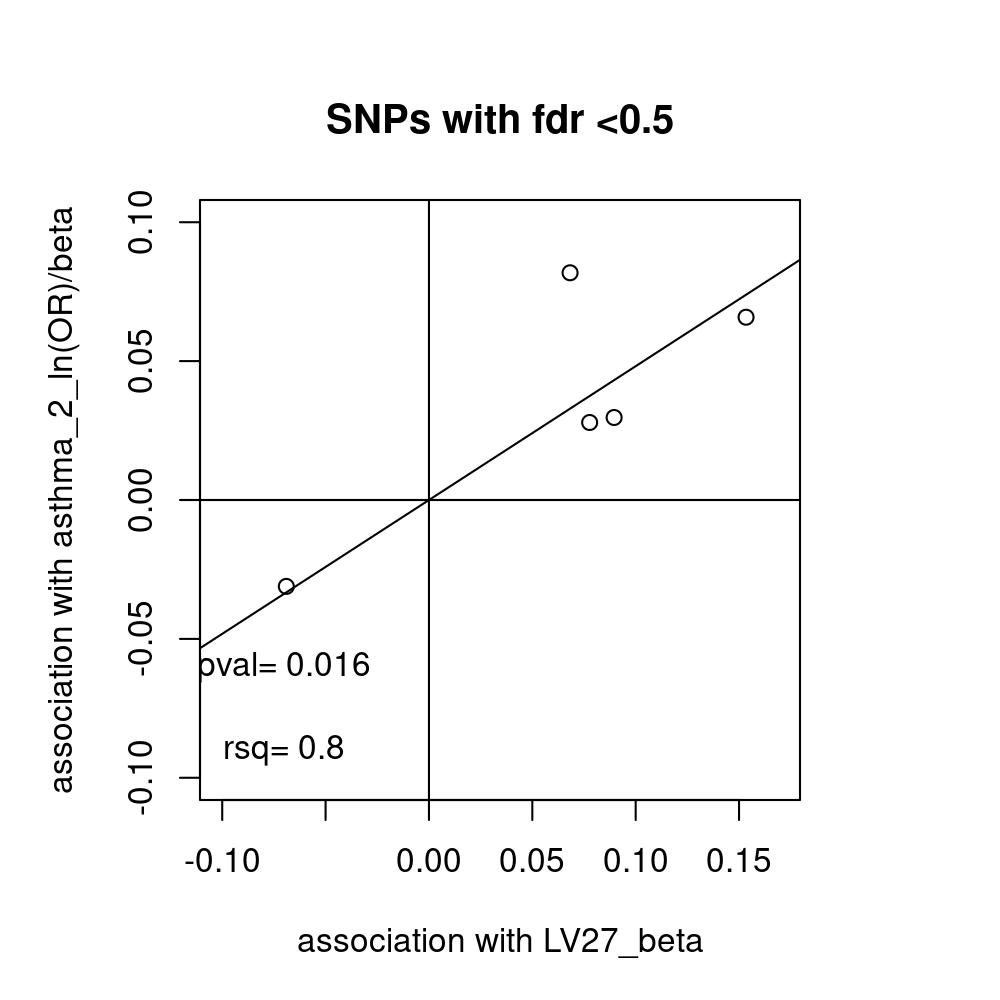 SNPs with fdr <0.5
association with asthma_2_ln(OR)/beta
0.10
0.05
0.00
-0.05
-0.10
pval= 0.016
rsq= 0.8
-0.10 0.00 0.05 0.10 0.15
association with LV27_beta